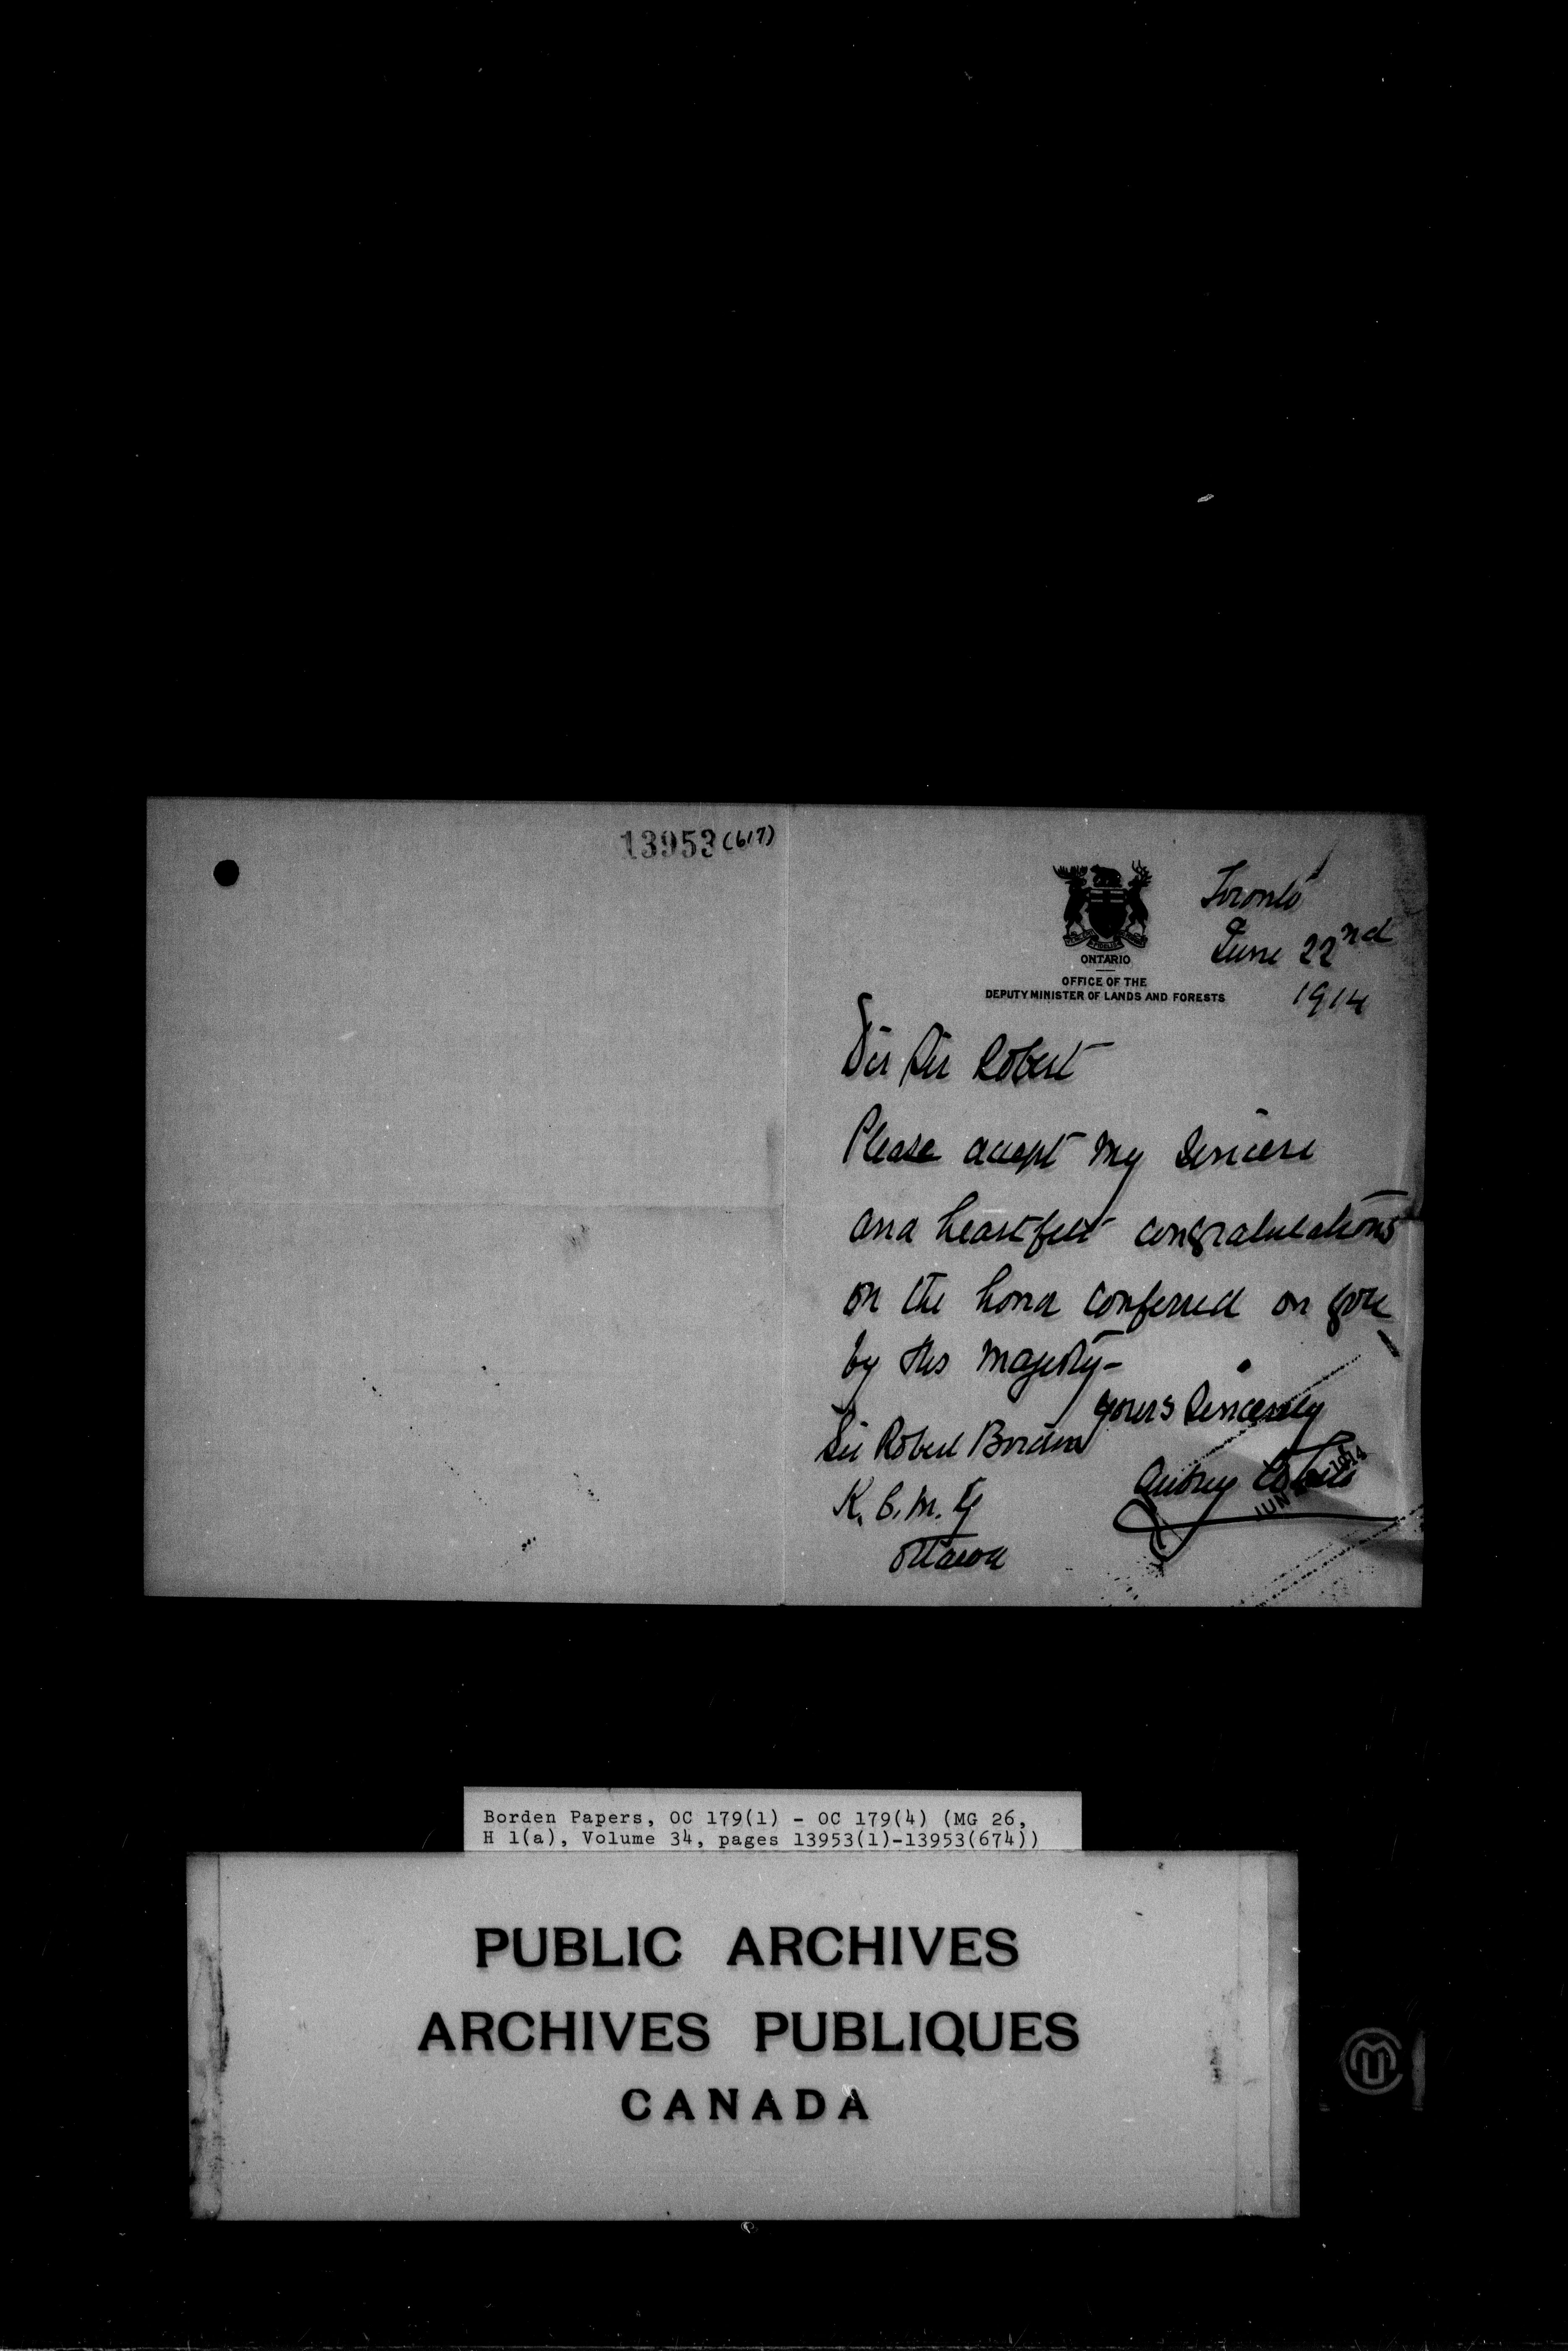 13953(617)
Toronto
June 22nd
1914
ONTARIO
OFFICE OF THE
DEPUTY MINISTER OF LANDS AND FORESTS
Sir Robert
Please accept my sincere
and heartfelt congratulations
on the honor conferred on you
by His Majesty-
yours sincerely
Sir Robert Borden
Aubrey
K.C.M.G
JUN 1914
Ottawa
Borden Papers, OC 179(1) - OC 179(4) (MG 26,
H 1(a), Volume 34, pages 13953(1)-13953(674))
PUBLIC ARCHIVES
ARCHIVES PUBLIQUES
CANADA